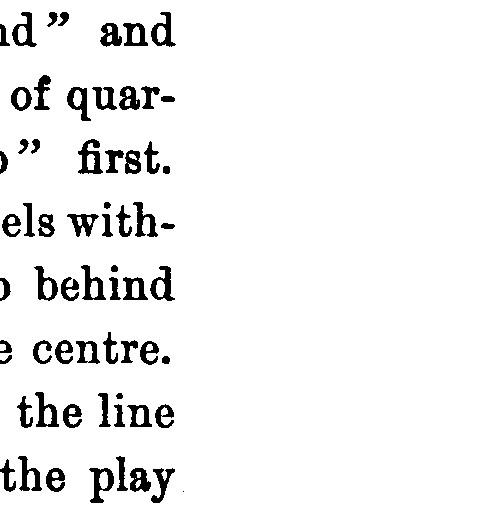 nd" and
of quar-
o" first.
els with-
o behind
e centre.
the line
the play